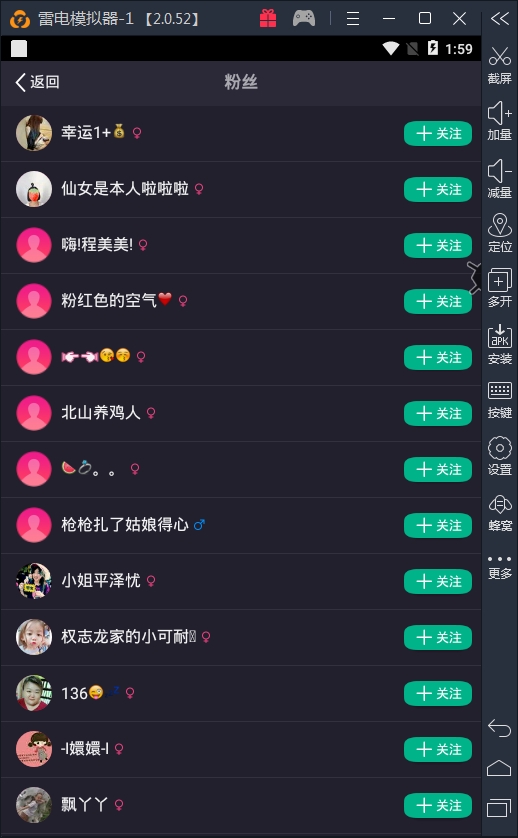 雷电模拟器-1 【2.0.52】
1:59
返回
粉丝
幸运1+💰 ♀
关注
仙女是本人啦啦啦 ♀
关注
嗨!程美美! ♀
关注
粉红色的空气❤️ ♀
关注
😘😚 ♀
关注
北山养鸡人 ♀
关注
🍉💍。。 ♀
关注
枪枪扎了姑娘得心 ♂
关注
小姐平泽忧 ♀
关注
权志龙家的小可耐 ♀
关注
136😄 ♀
关注
-I嬛嬛-I ♀
关注
飘丫丫 ♀
关注
截屏
加量
减量
定位
多开
APK
安装
按键
设置
蜂窝
更多